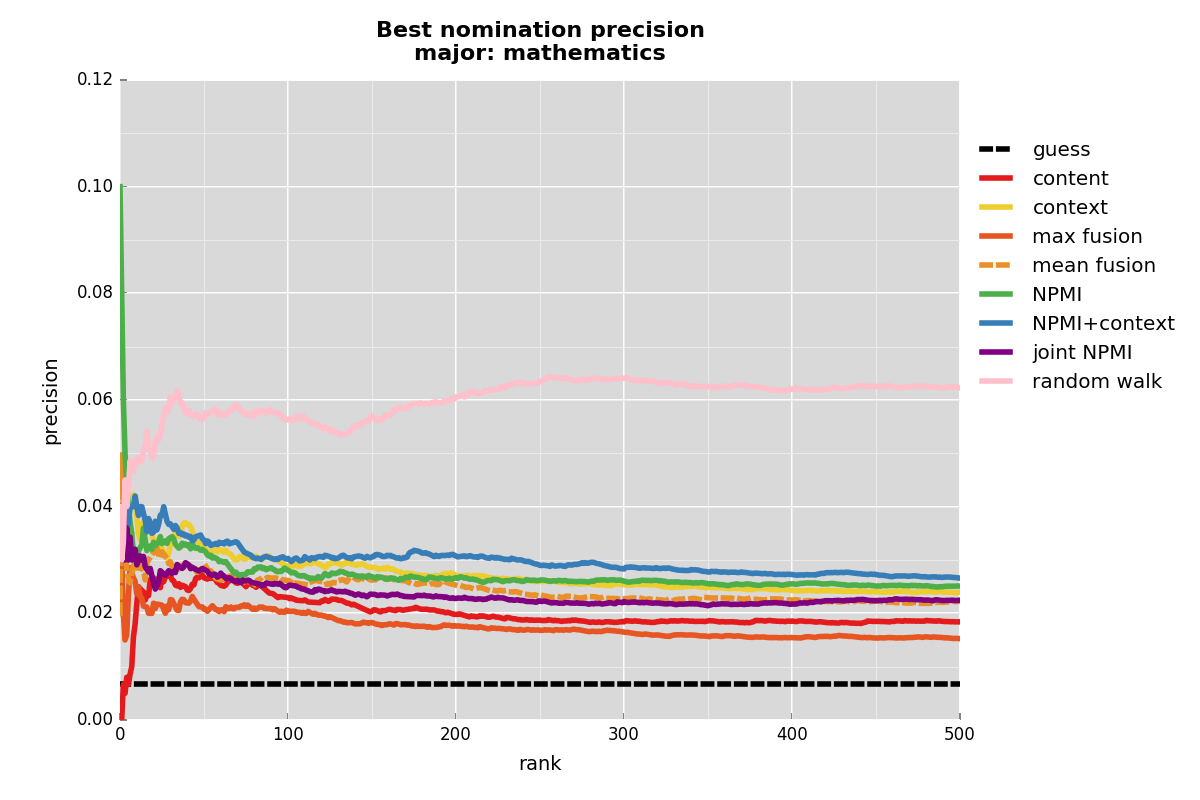 Best nomination precision
major: mathematics
0.12
0.10
0.08
0.06
0.04
0.02
0.00
precision
0
100
200
300
400
500
rank
guess
content
context
max fusion
mean fusion
NPMI
NPMI+context
joint NPMI
random walk